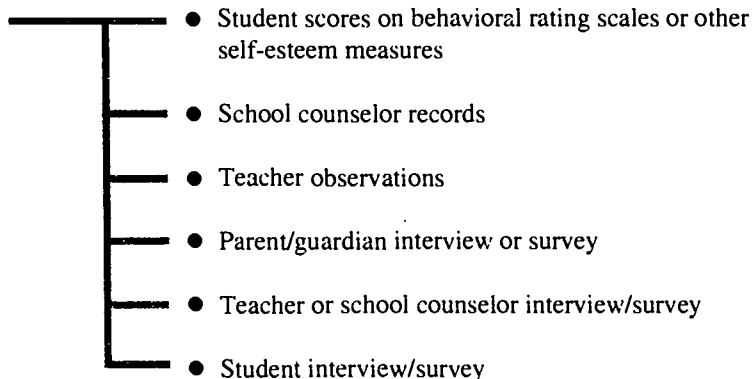 ● Student scores on behavioral rating scales or other
self-esteem measures
● School counselor records
● Teacher observations
● Parent/guardian interview or survey
● Teacher or school counselor interview/survey
● Student interview/survey